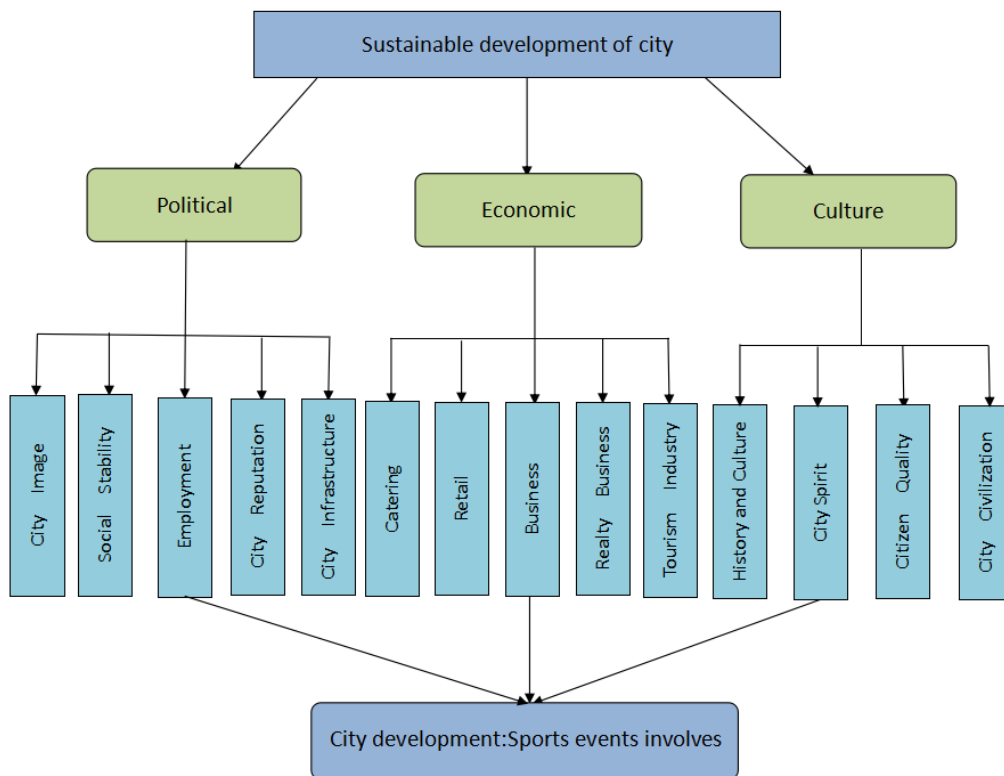 Sustainable development of city
Political
Economic
Culture
City Image
Social Stability
Employment
City Reputation
City Infrastructure
Catering
Retail
Business
Realty Business
Tourism Industry
History and Culture
City Spirit
Citizen Quality
City Civilization
City development:Sports events involves